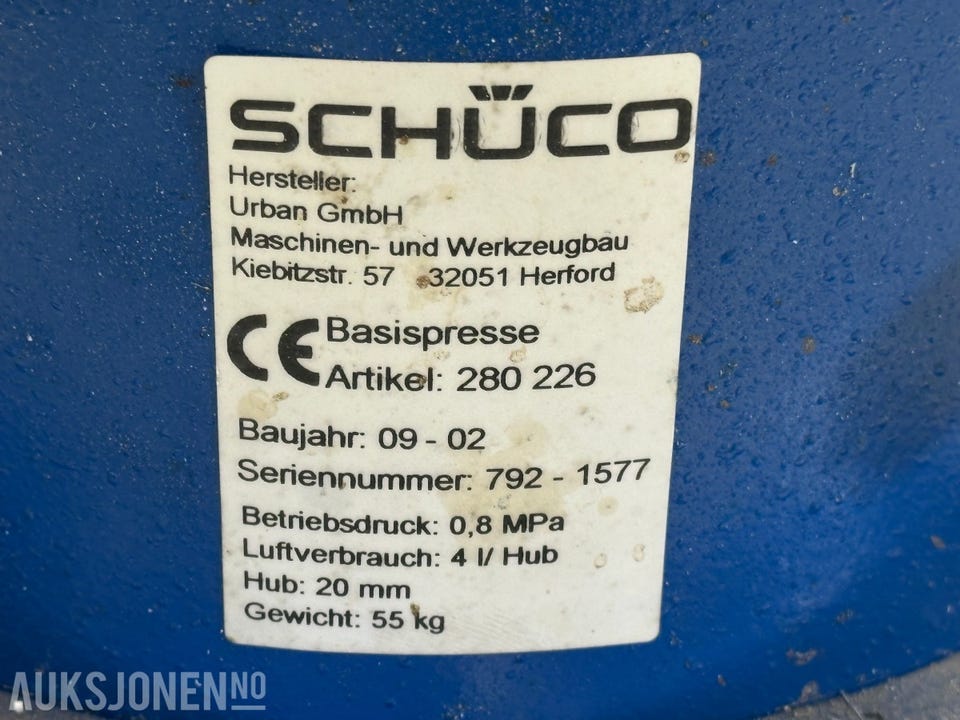 SCHÜCO
Hersteller:
Urban GmbH
Maschinen- und Werkzeugbau
Kiebitzstr. 57 32051 Herford
CE Basispresse
Artikel: 280 226
Baujahr: 09 - 02
Seriennummer: 792 - 1577
Betriebsdruck: 0,8 MPa
Luftverbrauch: 4 l/ Hub
Hub: 20 mm
Gewicht: 55 kg
AUKSJONEN NO